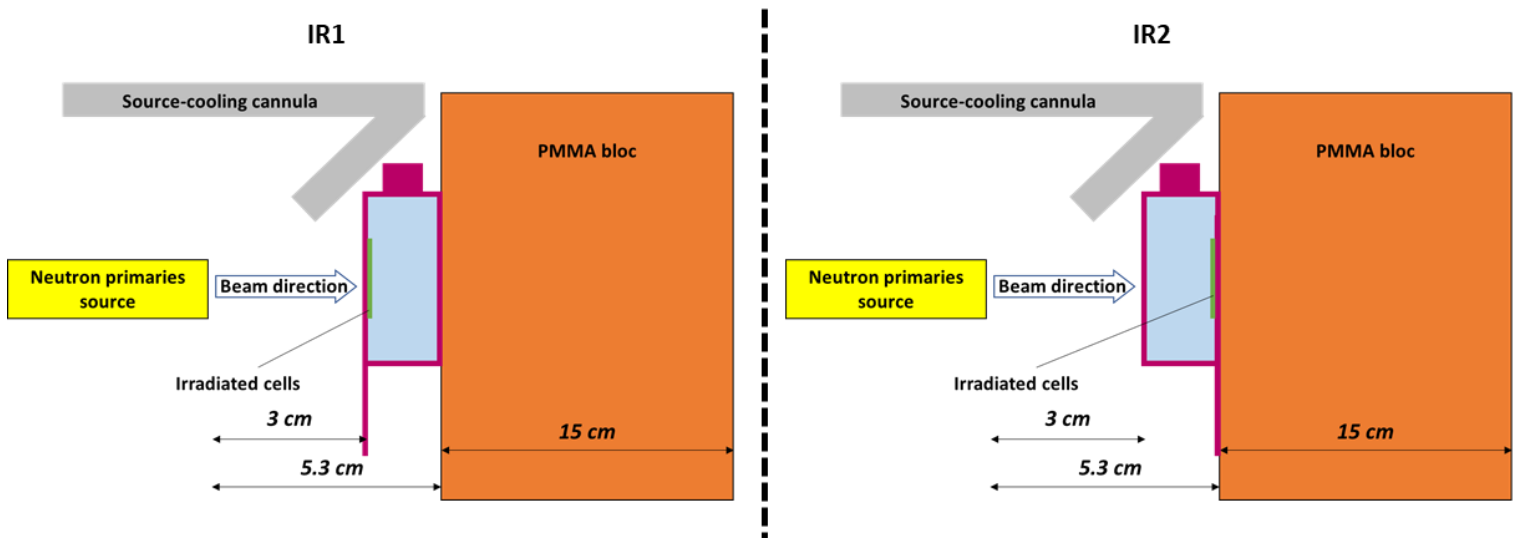 IR1
Source-cooling cannula
PMMA bloc
Neutron primaries
source
Beam direction
Irradiated cells
3 cm
15 cm
5.3 cm
IR2
Source-cooling cannula
PMMA bloc
Neutron primaries
source
Beam direction
Irradiated cells
3 cm
15 cm
5.3 cm